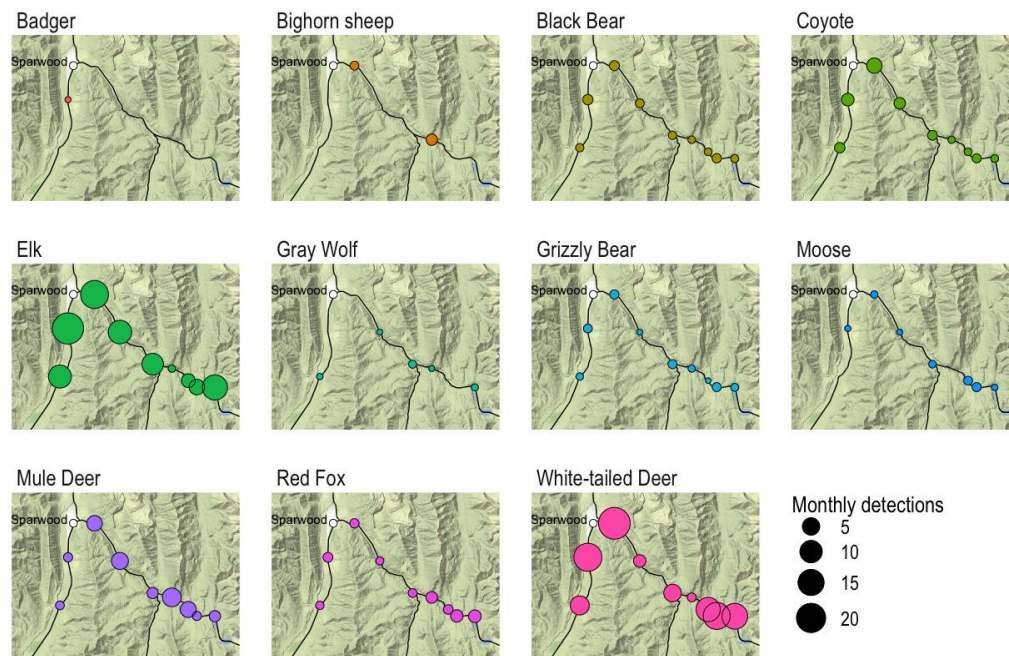 Badger
Bighorn sheep
Black Bear
Coyote
Sparwood
Sparwood
Sparwood
Sparwood
Elk
Gray Wolf
Grizzly Bear
Moose
Sparwood
Sparwood
Sparwood
Sparwood
Mule Deer
Red Fox
White-tailed Deer
Sparwood
Sparwood
Sparwood
Monthly detections
5
10
15
20